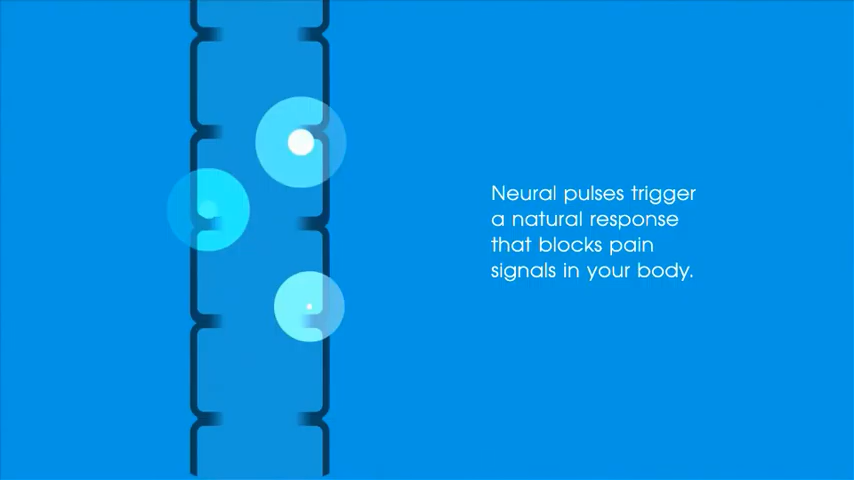 Neural pulses trigger
a natural response
that blocks pain
signals in your body.